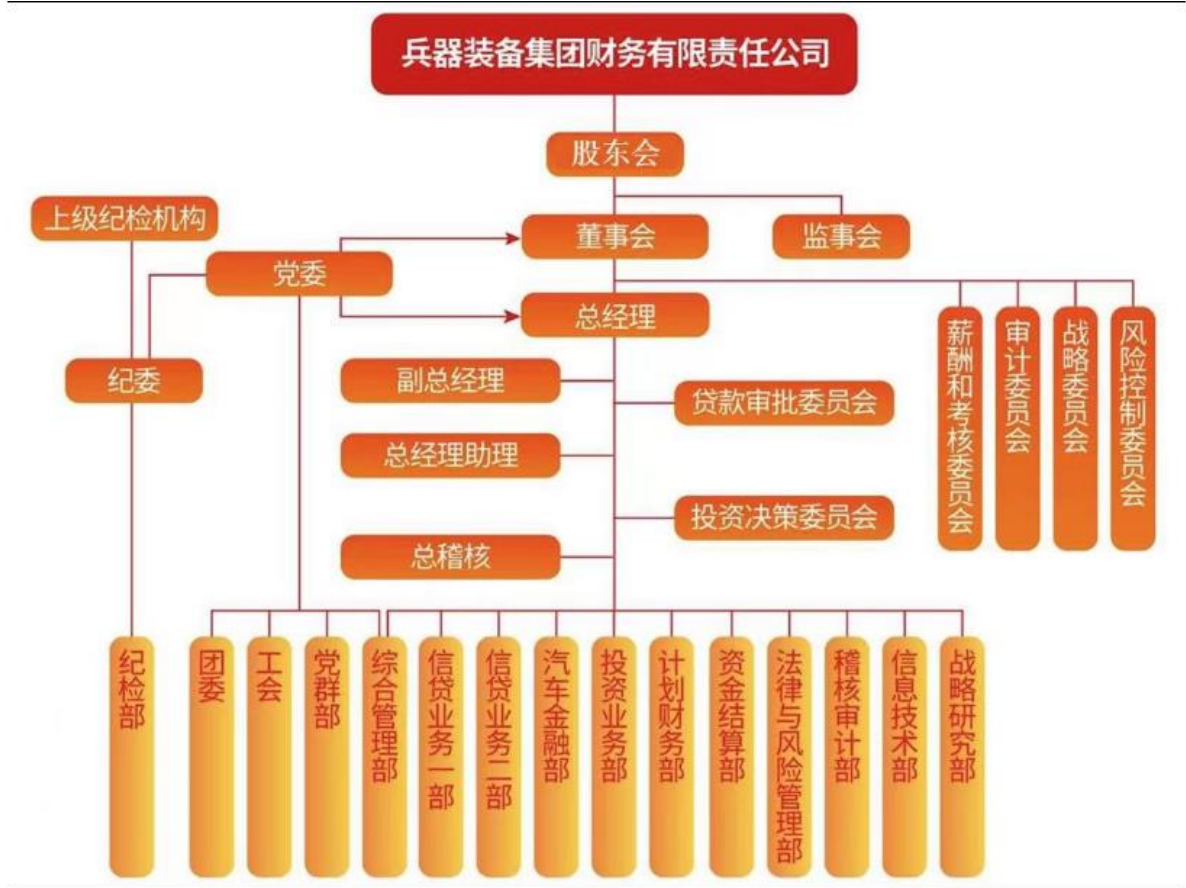 兵器装备集团财务有限责任公司
股东会
上级纪检机构
董事会
监事会
党委
总经理
纪委
副总经理
贷款审批委员会
总经理助理
投资决策委员会
总稽核
薪酬和考核委员会
审计委员会
战略委员会
风险控制委员会
纪检部
团委
工会
党群部
综合管理部
信贷业务一部
信贷业务二部
汽车金融部
投资业务部
计划财务部
资金结算部
法律与风险管理部
稽核审计部
信息技术部
战略研究部